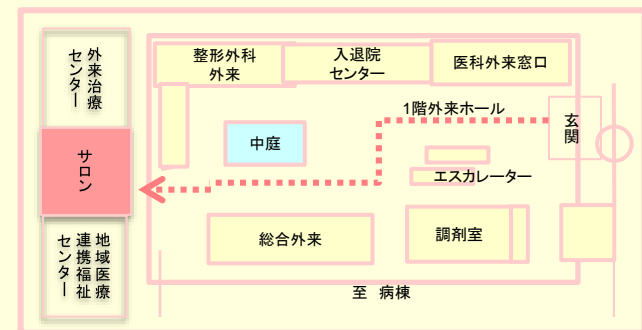 外来治療
センター
整形外科
外来
入退院
センター
医科外来窓口
1階外来ホール
玄関
中庭
サロン
エスカレーター
総合外来
調剤室
地域医療
連携福祉
センター
至 病棟